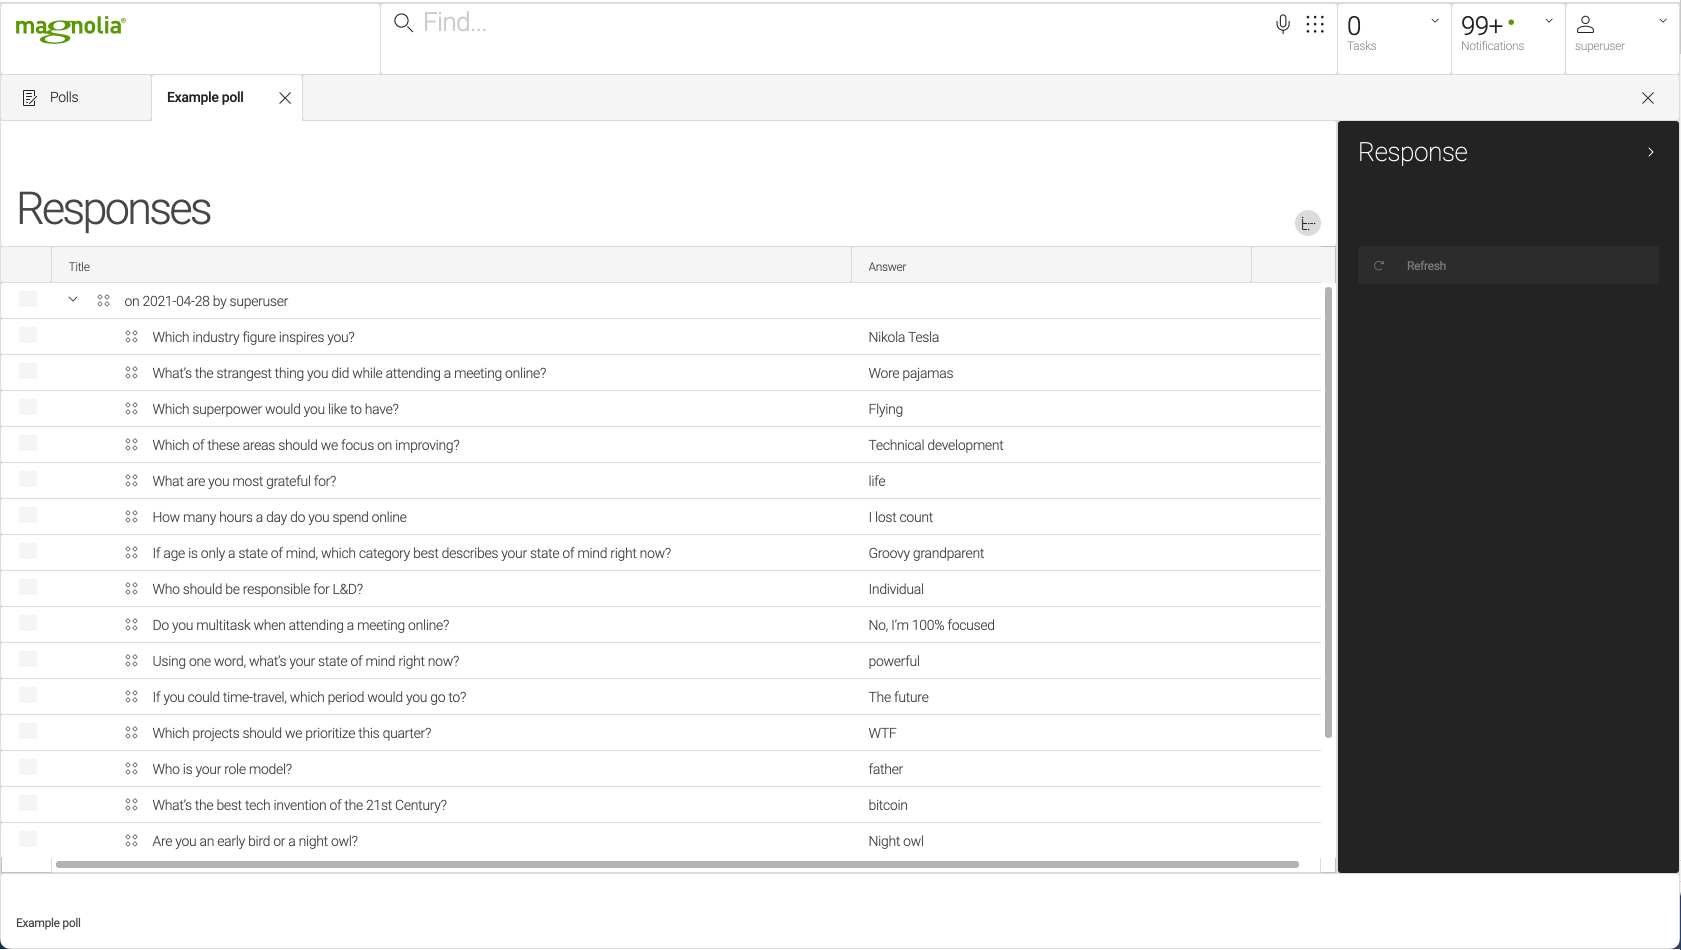 magnolia®
Find...
0
Tasks
99+
Notifications
superuser
Polls
Example poll
Responses
Response
Refresh
Title Answer
on 2021-04-28 by superuser
Which industry figure inspires you? Nikola Tesla
What's the strangest thing you did while attending a meeting online? Wore pajamas
Which superpower would you like to have? Flying
Which of these areas should we focus on improving? Technical development
What are you most grateful for? life
How many hours a day do you spend online I lost count
If age is only a state of mind, which category best describes your state of mind right now? Groovy grandparent
Who should be responsible for L&D? Individual
Do you multitask when attending a meeting online? No, I'm 100% focused
Using one word, what's your state of mind right now? powerful
If you could time-travel, which period would you go to? The future
Which projects should we prioritize this quarter? WTF
Who is your role model? father
What's the best tech invention of the 21st Century? bitcoin
Are you an early bird or a night owl? Night owl
Example poll